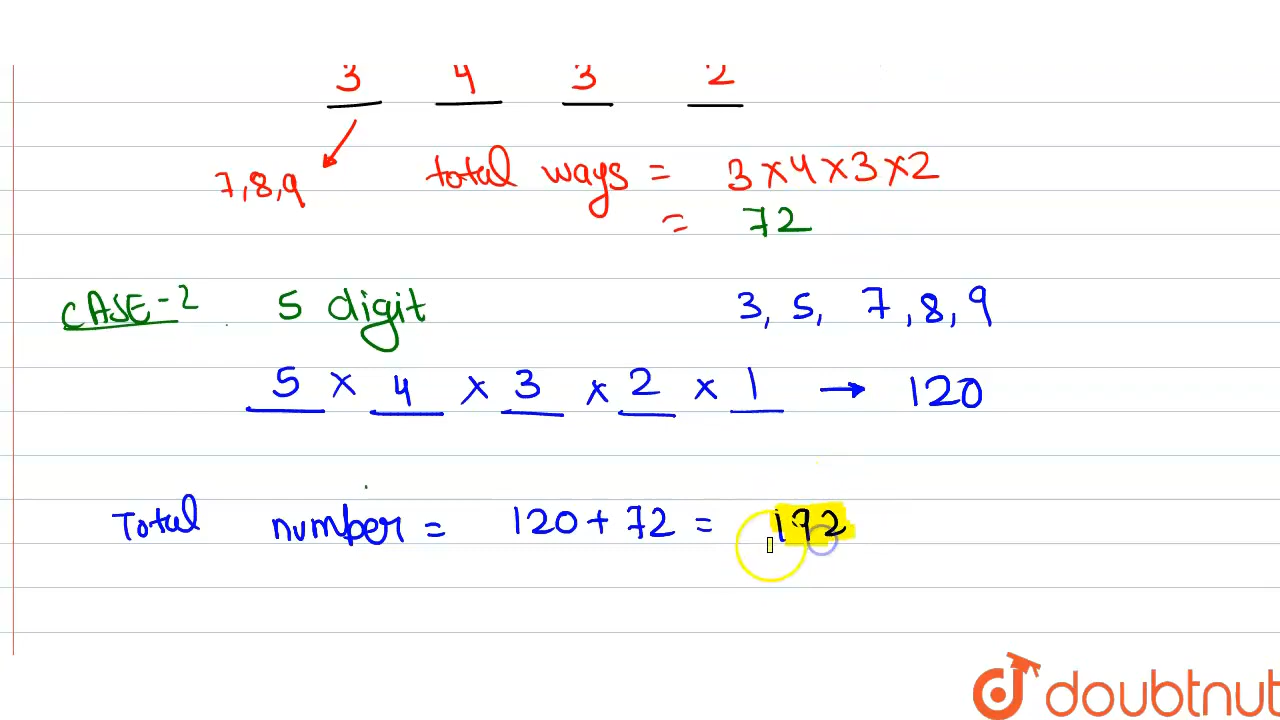 3 4 3 2
7,8,9 total ways = 3×4×3×2
= 72
CASE-2 5 digit 3, 5, 7, 8, 9
5 × 4 × 3 × 2 × 1 → 120
Total number = 120 + 72 = 192
doubtnut